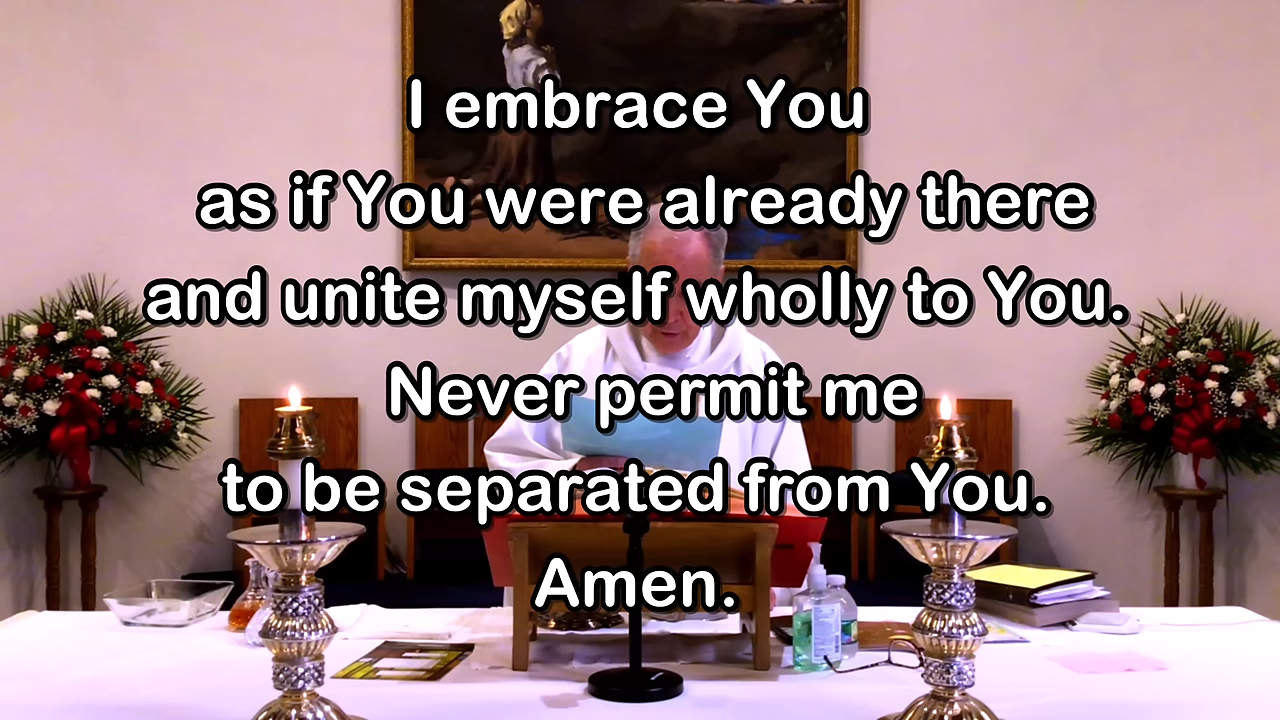 I embrace You
as if You were already there
and unite myself wholly to You.
Never permit me
to be separated from You.
Amen.